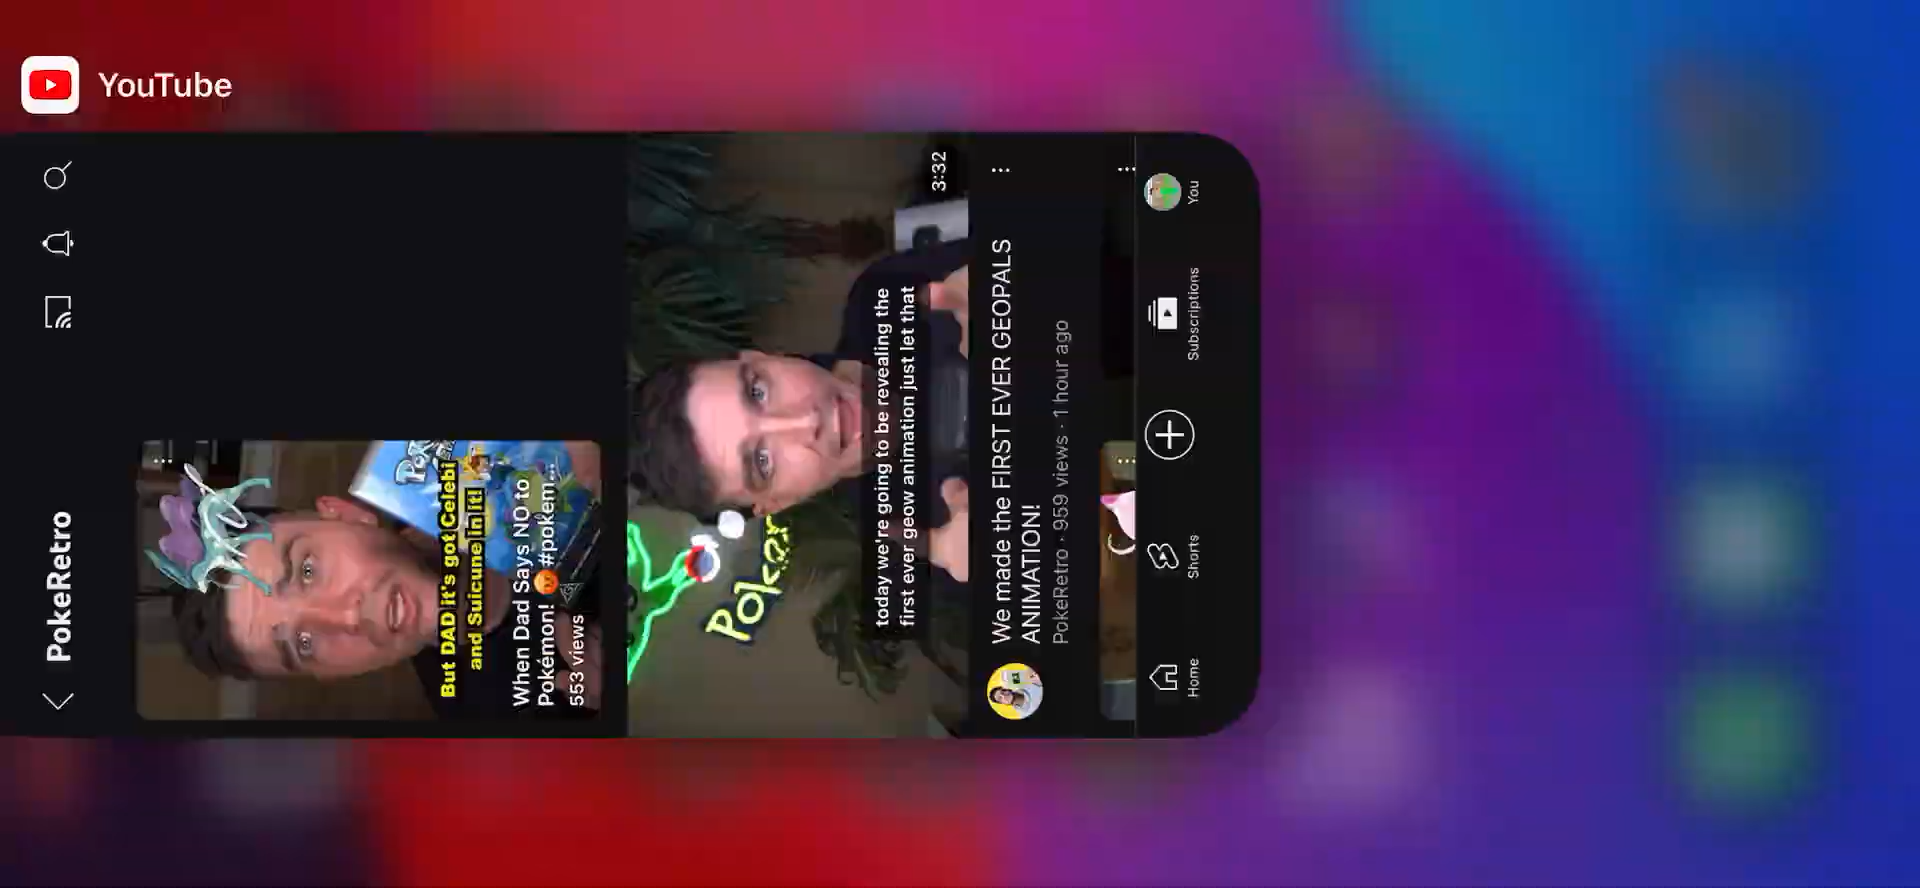 YouTube
PokeRetro
But DAD it's got Celebi
and Suicune in it!
When Dad Says NO to
Pokémon! 😡 #pokem...
553 views
3:32
today we're going to be revealing the
first ever geow animation just let that
We made the FIRST EVER GEOPALS
ANIMATION!
PokeRetro · 959 views · 1 hour ago
Home
Shorts
Subscriptions
You